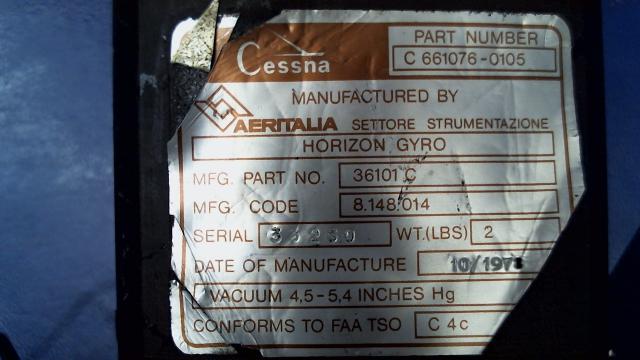 Cessna
PART NUMBER
C 661076-0105
MANUFACTURED BY
AERITALIA SETTORE STRUMENTAZIONE
HORIZON GYRO
MFG. PART NO. 36101 C
MFG. CODE 8.148.014
SERIAL WT.(LBS) 2
DATE OF MANUFACTURE
VACUUM 4,5-5,4 INCHES Hg
CONFORMS TO FAA TSO C 4c